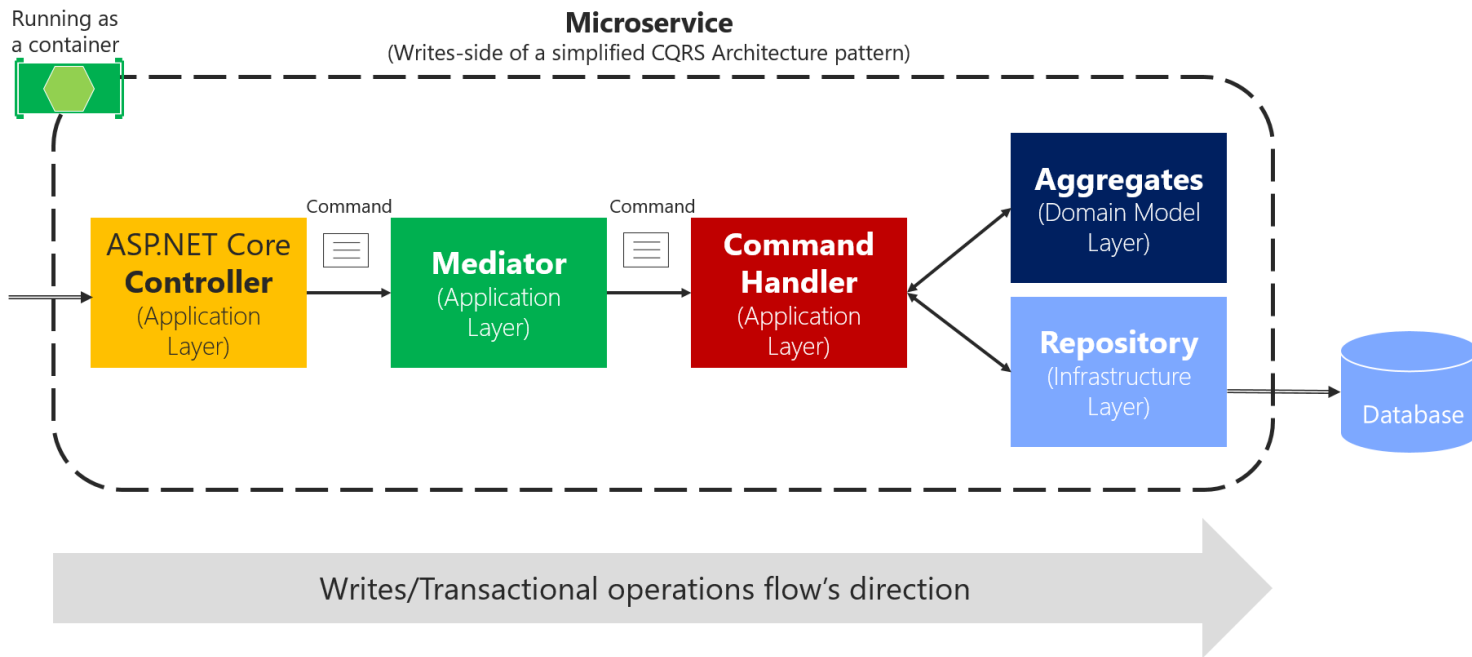 Running as
a container
Microservice
(Writes-side of a simplified CQRS Architecture pattern)
ASP.NET Core
Controller
(Application
Layer)
Command
Mediator
(Application
Layer)
Command
Command
Handler
(Application
Layer)
Aggregates
(Domain Model
Layer)
Repository
(Infrastructure
Layer)
Database
Writes/Transactional operations flow’s direction